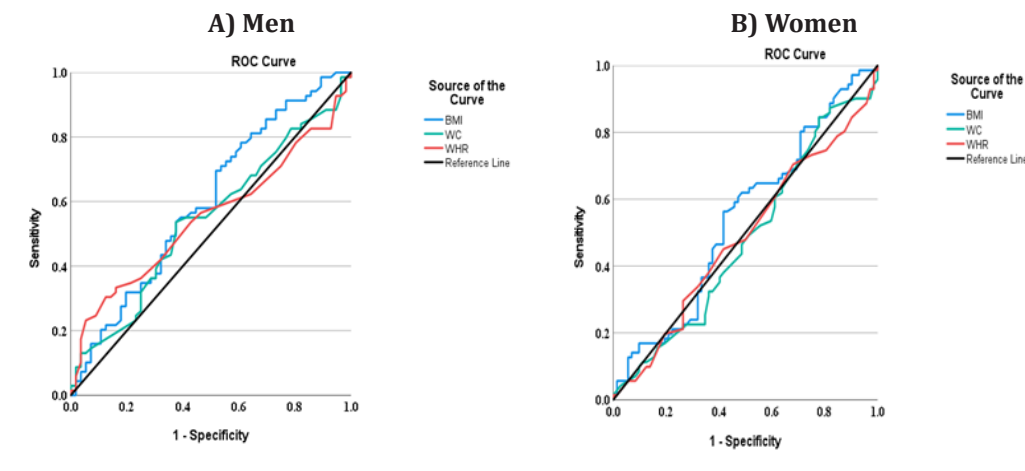 A) Men
ROC Curve
Sensitivity
1.0
0.8
0.6
0.4
0.2
0.0
0.0 0.2 0.4 0.6 0.8 1.0
1 - Specificity
Source of the
Curve
BMI
WC
WHR
Reference Line
B) Women
ROC Curve
Sensitivity
1.0
0.8
0.6
0.4
0.2
0.0
0.0 0.2 0.4 0.6 0.8 1.0
1 - Specificity
Source of the
Curve
BMI
WC
WHR
Reference Line